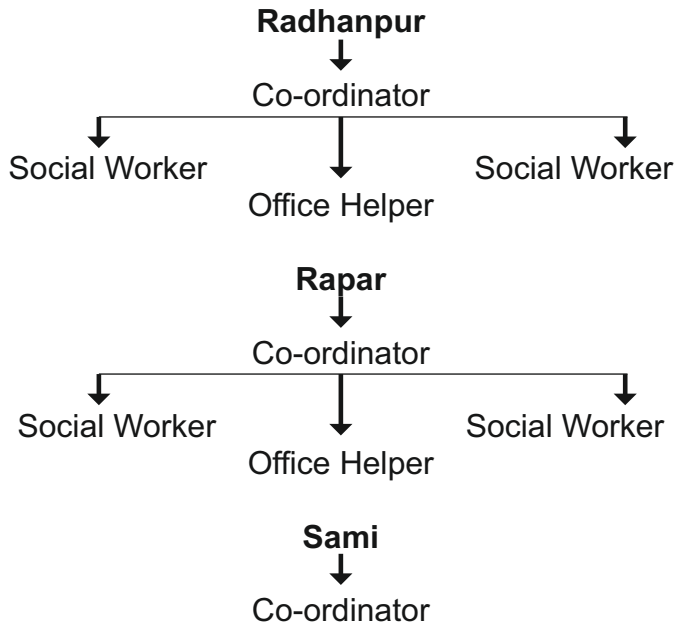 Radhanpur
Co-ordinator
Social Worker Social Worker
Office Helper
Rapar
Co-ordinator
Social Worker Social Worker
Office Helper
Sami
Co-ordinator